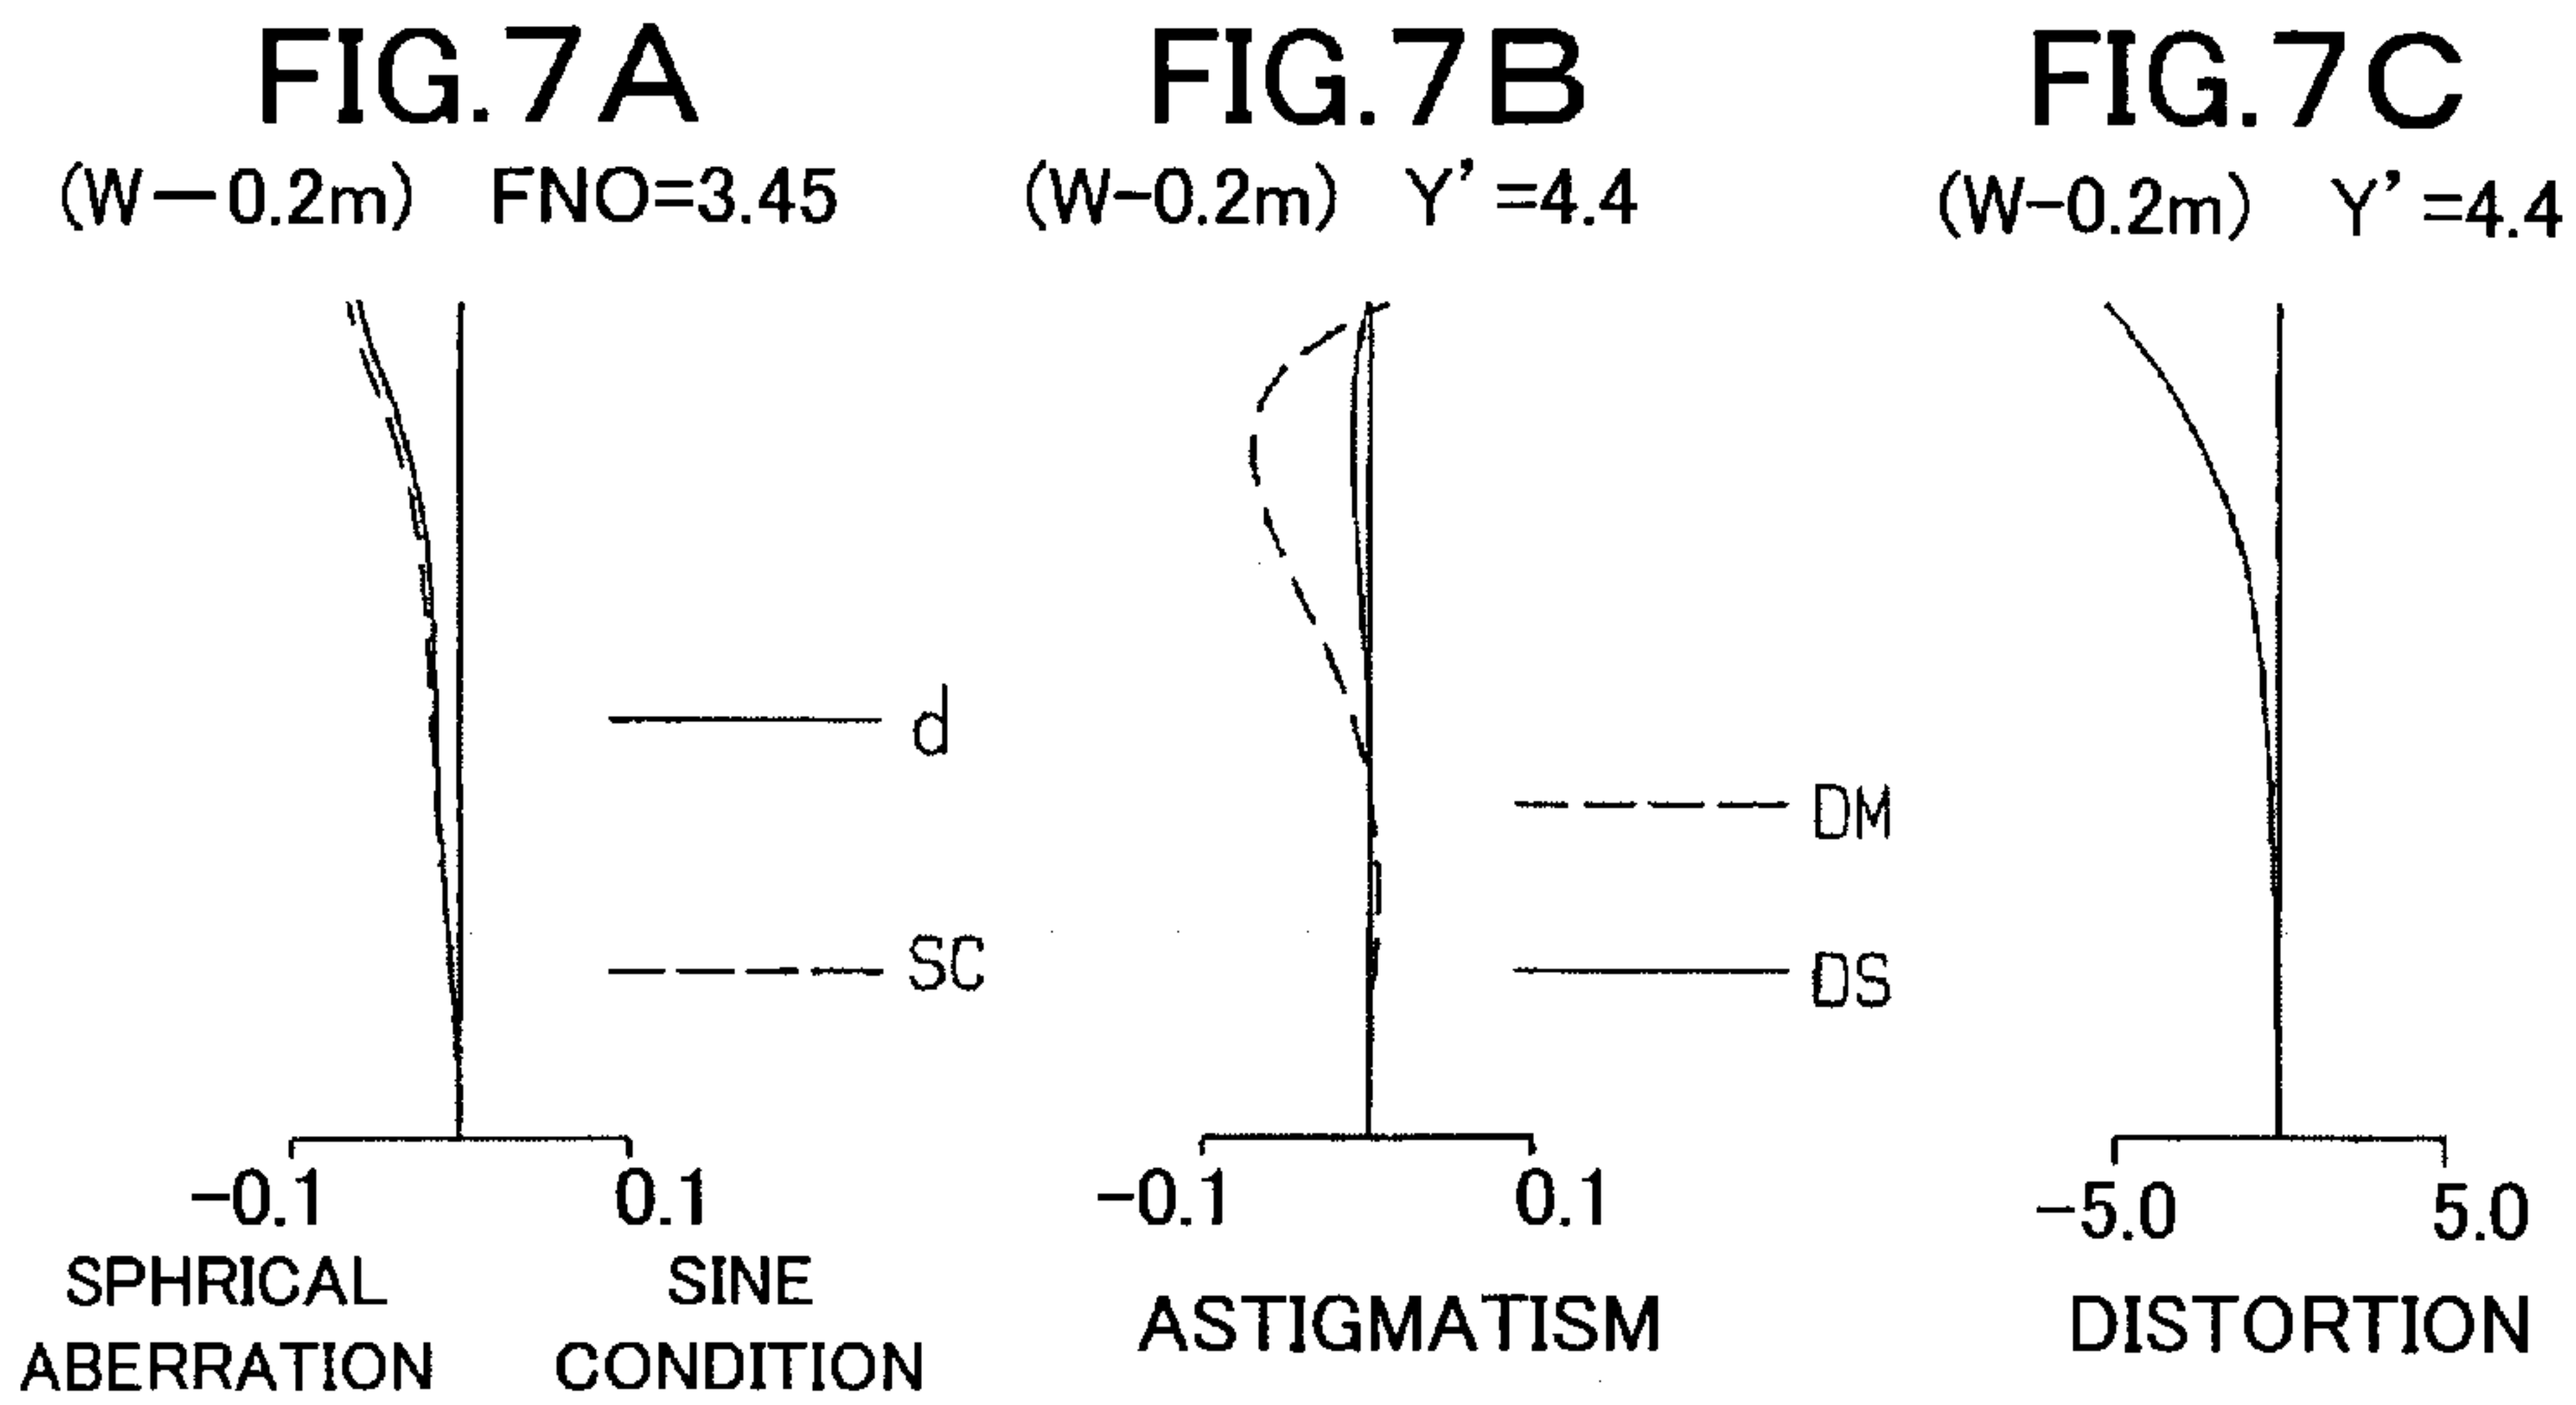 FIG.7A
(W—0.2m) FNO=3.45
d
SC
-0.1 0.1
SPHRICAL
ABERRATION
SINE
CONDITION
FIG.7B
(W-0.2m) Y'=4.4
DM
DS
-0.1 0.1
ASTIGMATISM
FIG.7C
(W-0.2m) Y'=4.4
-5.0 5.0
DISTORTION